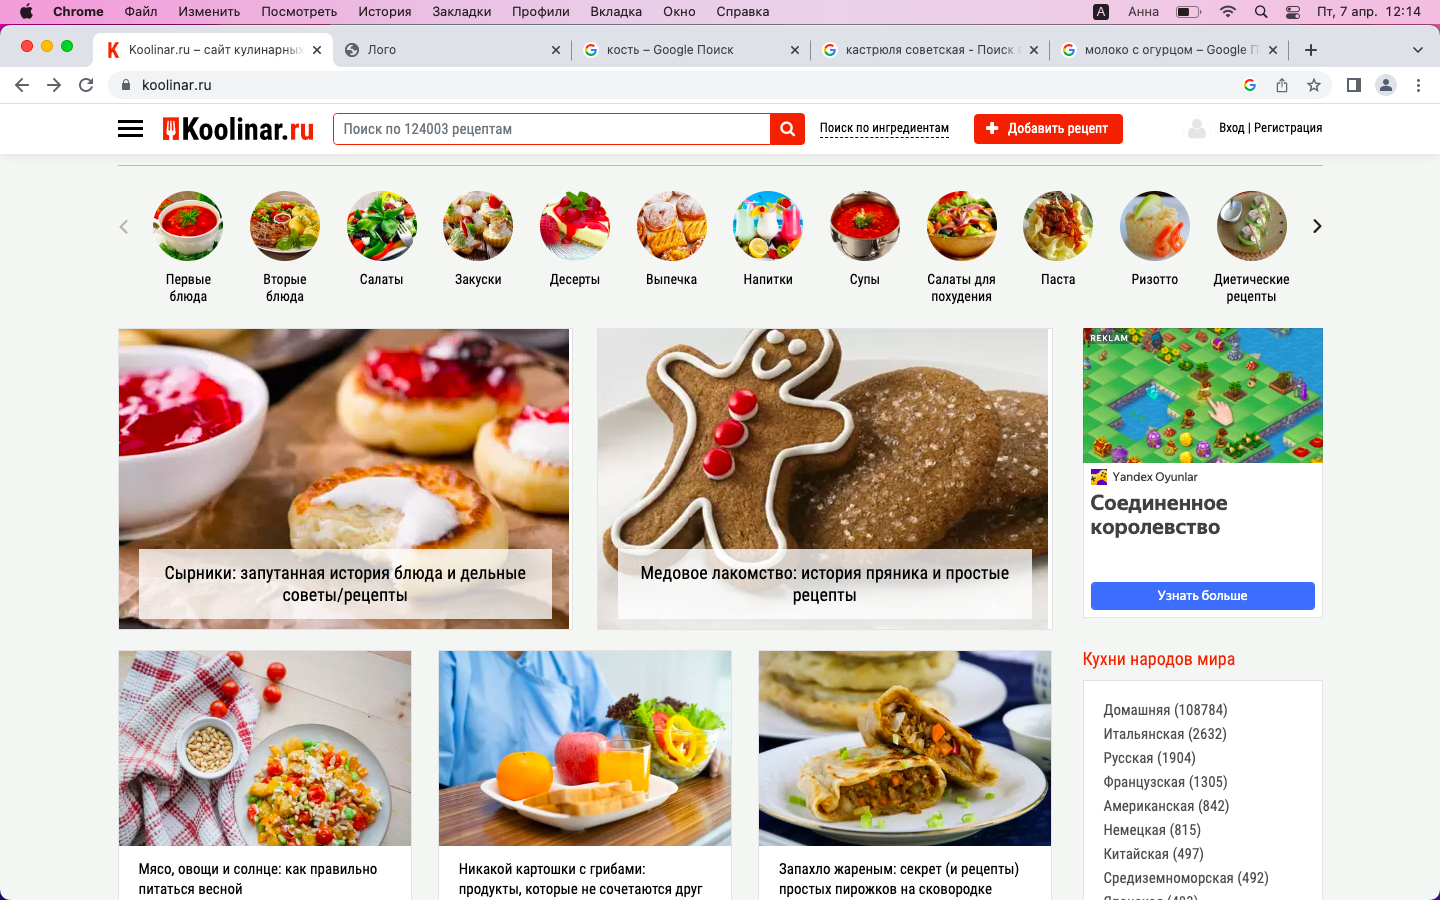 Chrome Файл Изменить Посмотреть История Закладки Профили Вкладка Окно Справка A Анна Пт, 7 апр. 12:14
Koolinar.ru – сайт кулинарных Лого кость – Google Поиск кастрюля советская - Поиск молоко с огурцом – Google
koolinar.ru
Koolinar.ru Поиск по 124003 рецептам Поиск по ингредиентам Добавить рецепт Вход | Регистрация
Первые блюда
Вторые блюда
Салаты
Закуски
Десерты
Выпечка
Напитки
Супы
Салаты для похудения
Паста
Ризотто
Диетические рецепты
Сырники: запутанная история блюда и дельные
советы/рецепты
Медовое лакомство: история пряника и простые
рецепты
REKLAM
Yandex Oyunlar
Соединенное
королевство
Узнать больше
Мясо, овощи и солнце: как правильно
питаться весной
Никакой картошки с грибами:
продукты, которые не сочетаются друг
Запахло жареным: секрет (и рецепты)
простых пирожков на сковородке
Кухни народов мира
Домашняя (108784)
Итальянская (2632)
Русская (1904)
Французская (1305)
Американская (842)
Немецкая (815)
Китайская (497)
Средиземноморская (492)